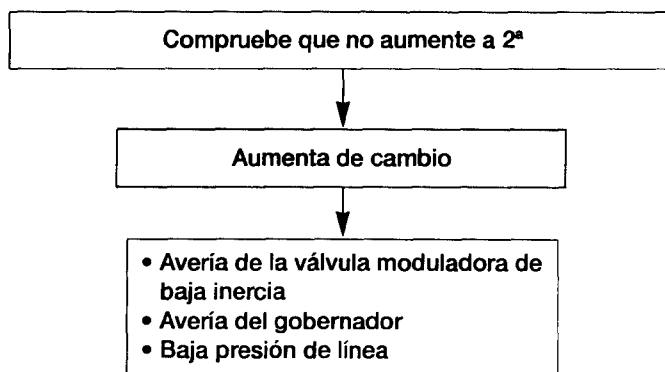 Compruebe que no aumente a 2ª
Aumenta de cambio
• Avería de la válvula moduladora de
baja inercia
• Avería del gobernador
• Baja presión de línea